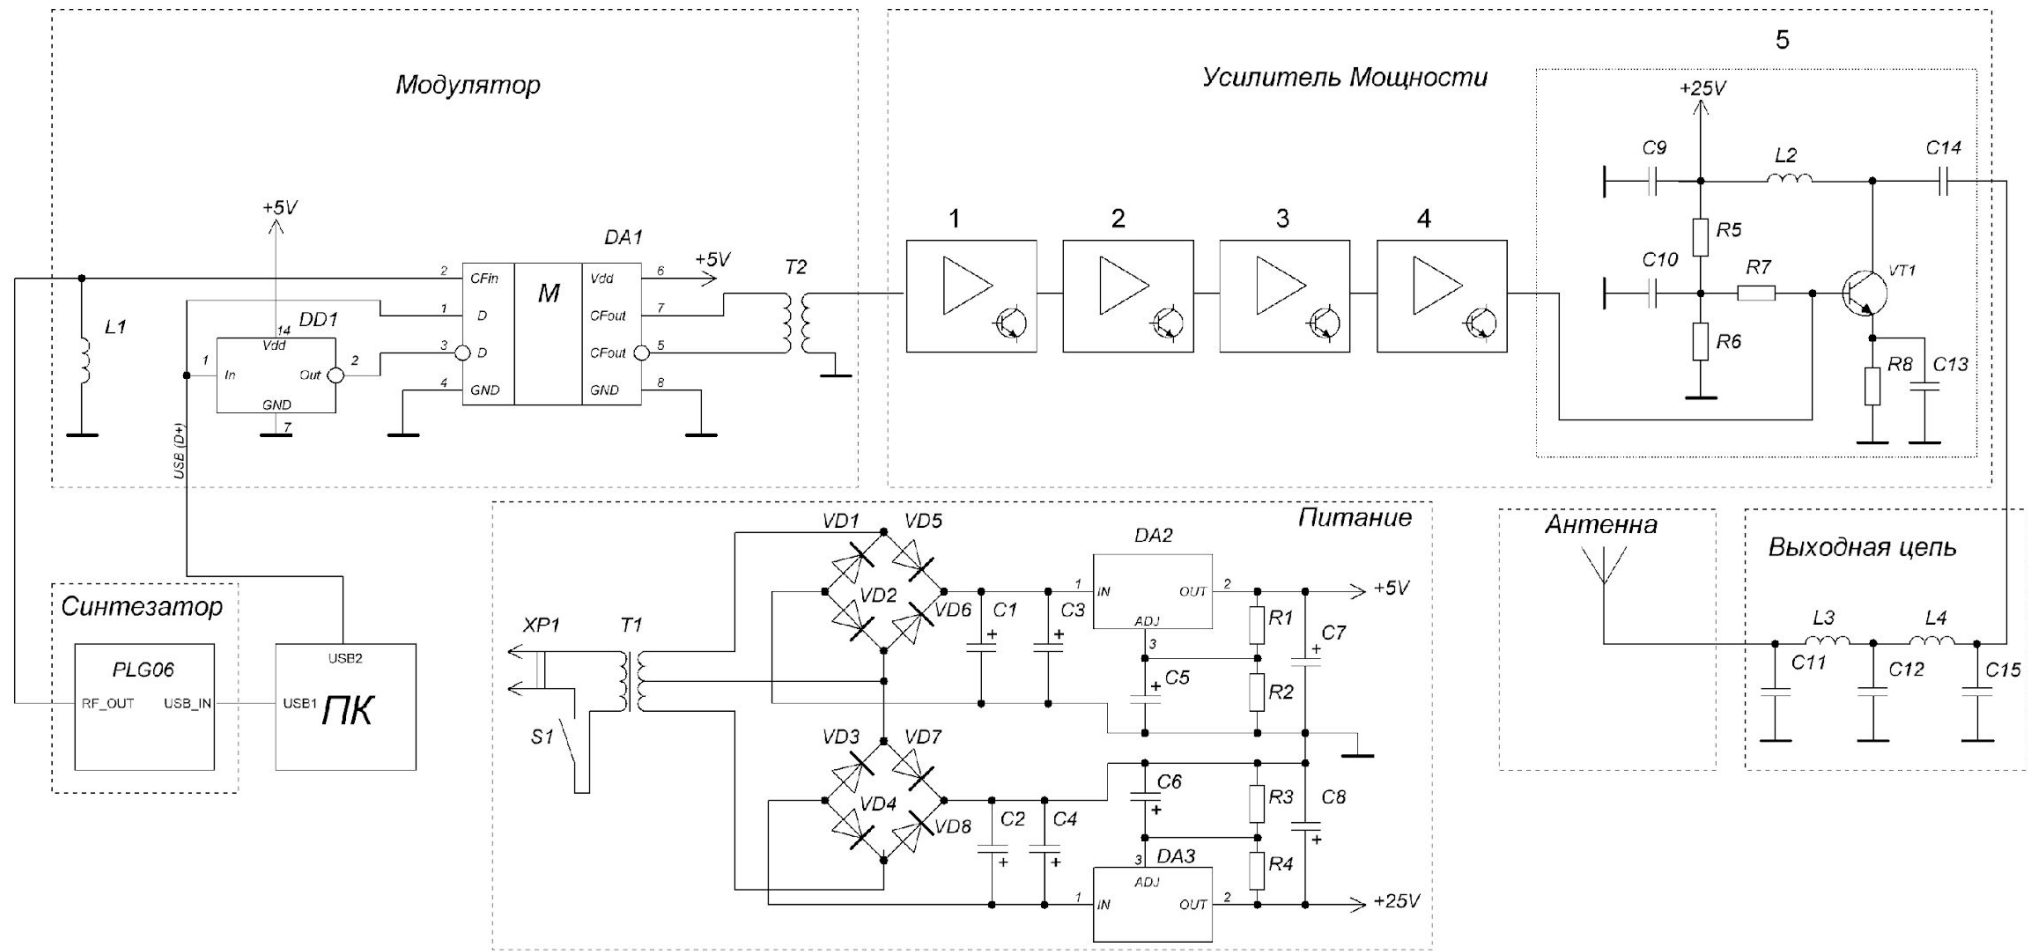 Модулятор
+5V
DA1
DD1
L1
14
Vdd
1
In
Out
2
GND
7
USB (D+)
2
CFin
1
D
3
D
4
GND
M
Vdd
6
+5V
CFout
7
CFout
5
GND
8
T2
Усилитель Мощности
1
2
3
4
5
+25V
C9
L2
C14
R5
C10
R7
VT1
R6
R8
C13
Синтезатор
PLG06
RF_OUT
USB_IN
USB2
USB1
ПК
Питание
XP1
T1
S1
VD1
VD5
VD2
VD6
C1
C3
DA2
1
IN
OUT
2
ADJ
3
+5V
R1
C7
C5
R2
VD3
VD7
VD4
VD8
C2
C4
C6
R3
C8
R4
3
DA3
ADJ
1
IN
OUT
2
+25V
Антенна
Выходная цепь
L3
L4
C11
C12
C15